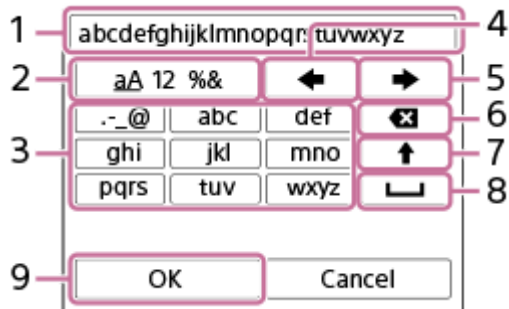 1 abcdefghijklmnopqrstuvwxyz 4
2 aA 12 %& 5
.-_@ abc def 6
3 ghi jkl mno 7
pqrs tuv wxyz 8
9 OK Cancel